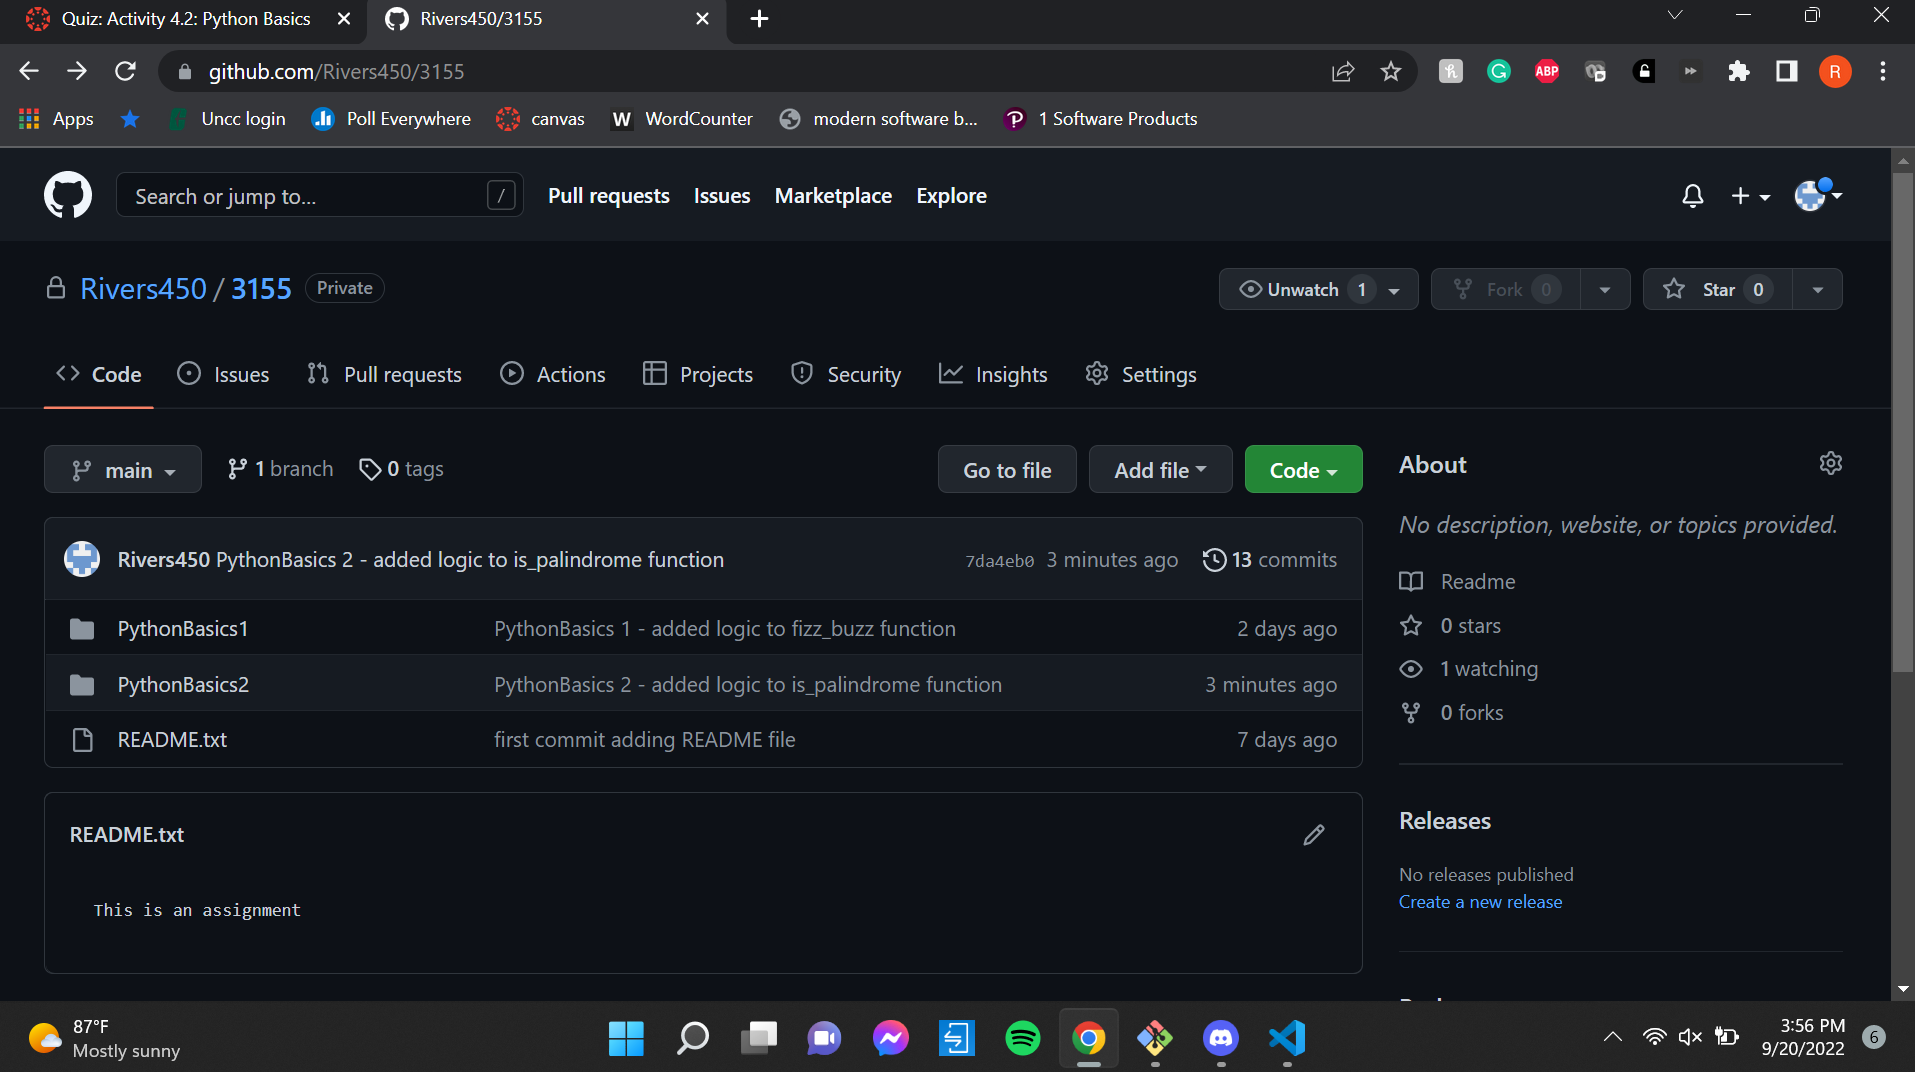 Quiz: Activity 4.2: Python Basics
Rivers450/3155
github.com/Rivers450/3155
ABP
R
Apps
Uncc login
Poll Everywhere
canvas
W WordCounter
modern software b...
1 Software Products
Search or jump to...
/
Pull requests
Issues
Marketplace
Explore
Rivers450 / 3155 Private
Unwatch 1
Fork 0
Star 0
Code
Issues
Pull requests
Actions
Projects
Security
Insights
Settings
main
1 branch
0 tags
Go to file
Add file
Code
Rivers450 PythonBasics 2 - added logic to is_palindrome function 7da4eb0 3 minutes ago 13 commits
PythonBasics1 PythonBasics 1 - added logic to fizz_buzz function 2 days ago
PythonBasics2 PythonBasics 2 - added logic to is_palindrome function 3 minutes ago
README.txt first commit adding README file 7 days ago
README.txt
This is an assignment
About
No description, website, or topics provided.
Readme
0 stars
1 watching
0 forks
Releases
No releases published
Create a new release
87°F
Mostly sunny
3:56 PM
9/20/2022
6